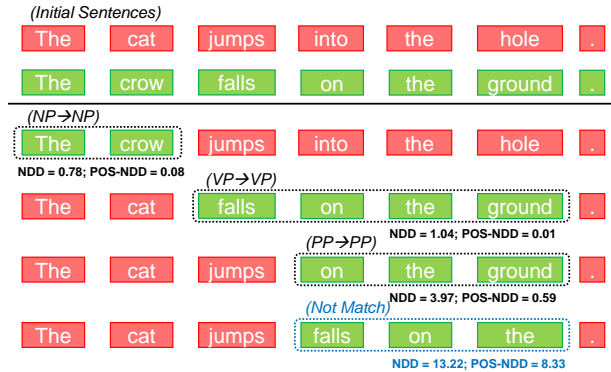 (Initial Sentences)
The cat jumps into the hole .
The crow falls on the ground .
(NP→NP)
The crow jumps into the hole .
NDD = 0.78; POS-NDD = 0.08
(VP→VP)
The cat falls on the ground .
NDD = 1.04; POS-NDD = 0.01
(PP→PP)
The cat jumps on the ground .
NDD = 3.97; POS-NDD = 0.59
(Not Match)
The cat jumps falls on the .
NDD = 13.22; POS-NDD = 8.33